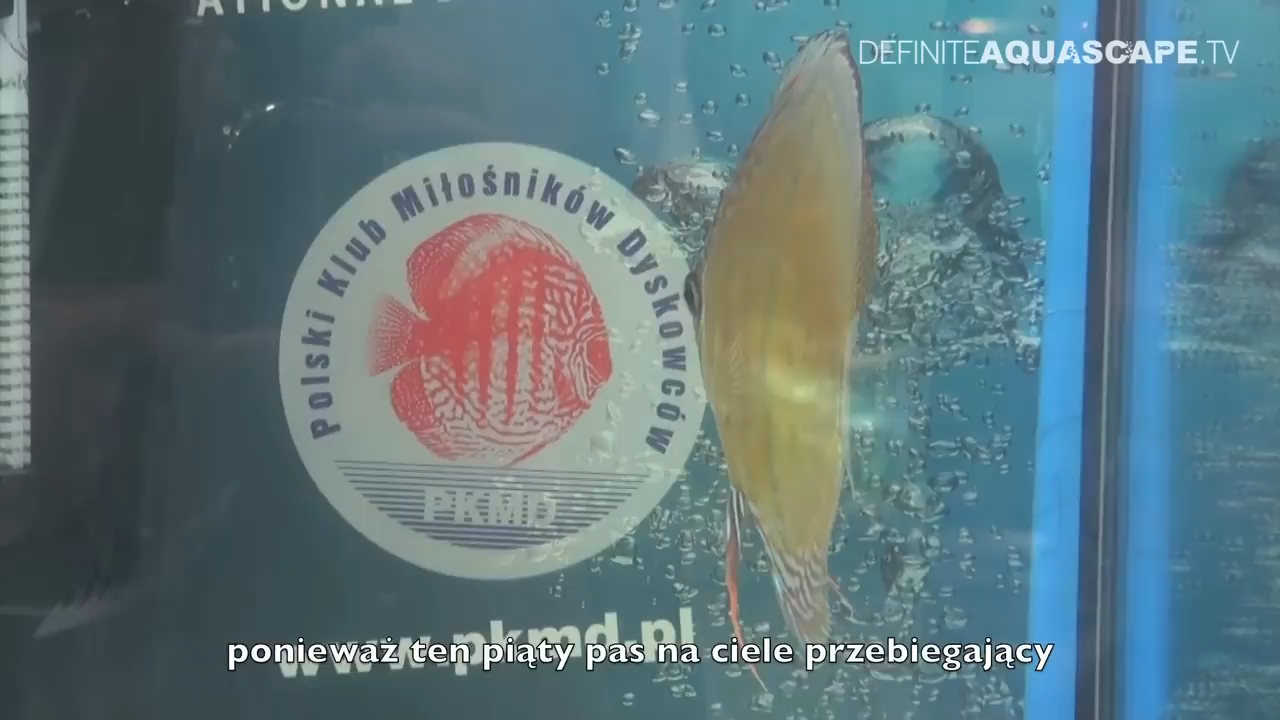 DEFINITEAQUASCAPE.TV
Polski Klub Miłośników Dyskowców
PKMD
www.pkmd.pl
ponieważ ten piąty pas na ciele przebiegający